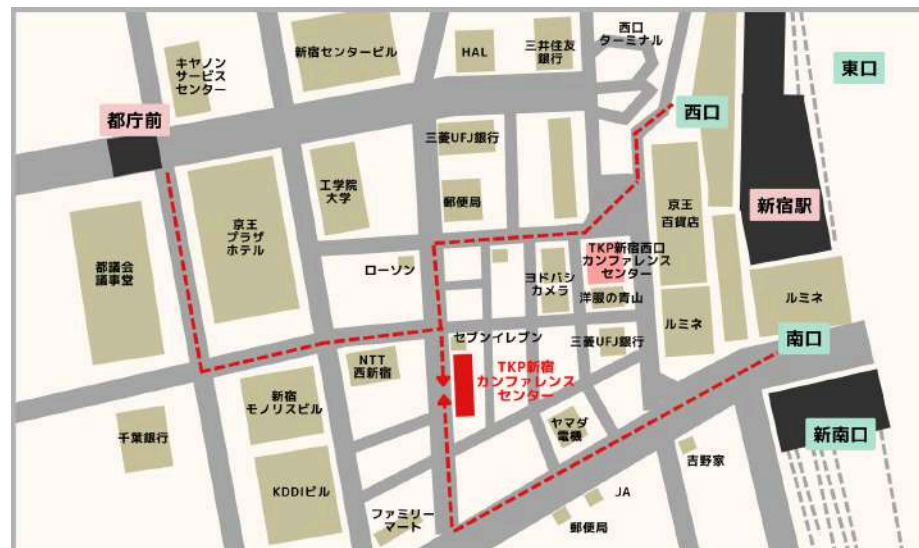 新宿センタービル
HAL
三井住友
銀行
西口
ターミナル
キヤノン
サービス
センター
東口
都庁前
西口
三菱UFJ銀行
工学院
大学
郵便局
京王
百貨店
新宿駅
京王
プラザ
ホテル
都議会
議事堂
ローソン
ヨドバシ
カメラ
TKP新宿西口
カンファレンス
センター
洋服の青山
ルミネ
ルミネ
セブンイレブン
三菱UFJ銀行
南口
NTT
西新宿
TKP新宿
カンファレンス
センター
新宿
モノリスビル
千葉銀行
ヤマダ
電機
新南口
吉野家
KDDIビル
JA
ファミリー
マート
郵便局